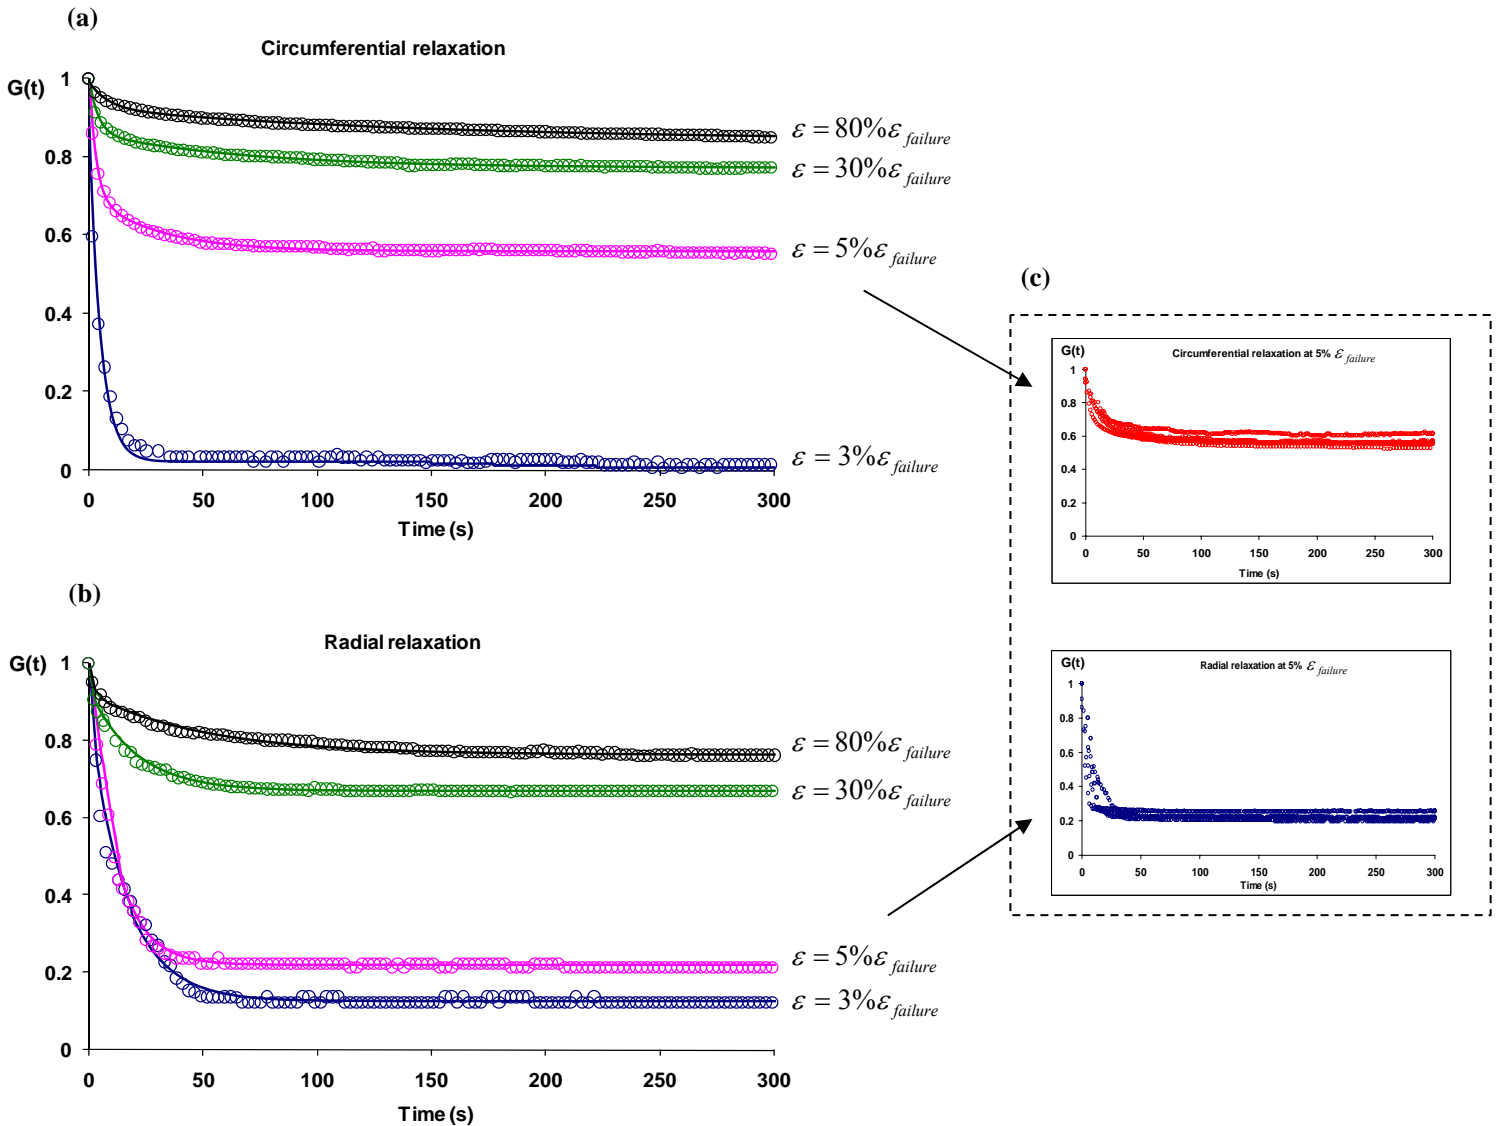 (a)
Circumferential relaxation
G(t)
1
0.8
0.6
0.4
0.2
0
0 50 100 150 200 250 300
Time (s)
ε = 80%ε failure
ε = 30%ε failure
ε = 5%ε failure
ε = 3%ε failure
(b)
Radial relaxation
G(t)
1
0.8
0.6
0.4
0.2
0
0 50 100 150 200 250 300
Time (s)
ε = 80%ε failure
ε = 30%ε failure
ε = 5%ε failure
ε = 3%ε failure
(c)
G(t)
Circumferential relaxation at 5% ε failure
1
0.8
0.6
0.4
0.2
0
0 50 100 150 200 250 300
Time (s)
G(t)
Radial relaxation at 5% ε failure
1
0.8
0.6
0.4
0.2
0
0 50 100 150 200 250 300
Time (s)